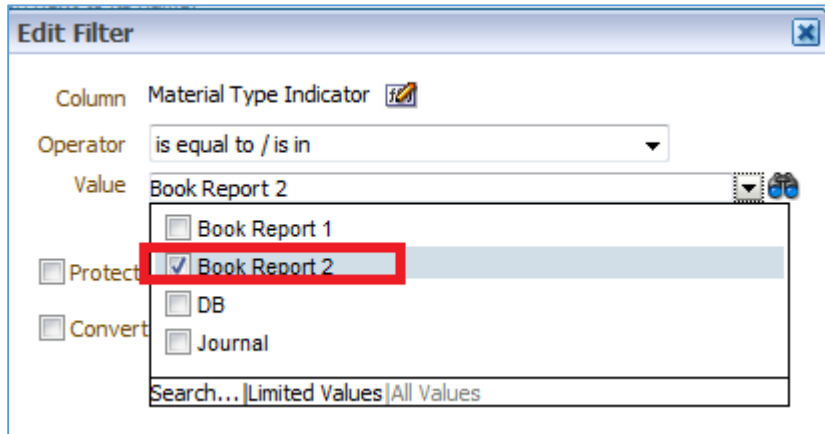 Edit Filter
Column Material Type Indicator
Operator is equal to / is in
Value Book Report 2
Book Report 1
Protect Book Report 2
DB
Convert
Journal
Search...|Limited Values|All Values